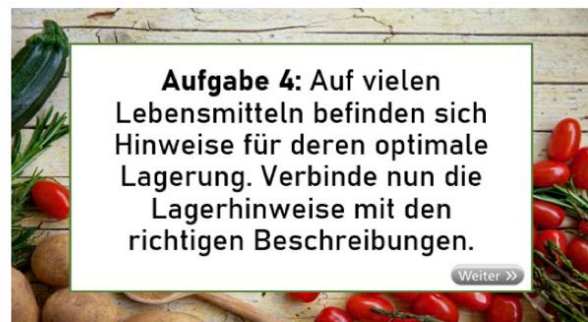 Aufgabe 4: Auf vielen
Lebensmitteln befinden sich
Hinweise für deren optimale
Lagerung. Verbinde nun die
Lagerhinweise mit den
richtigen Beschreibungen.
Weiter >>